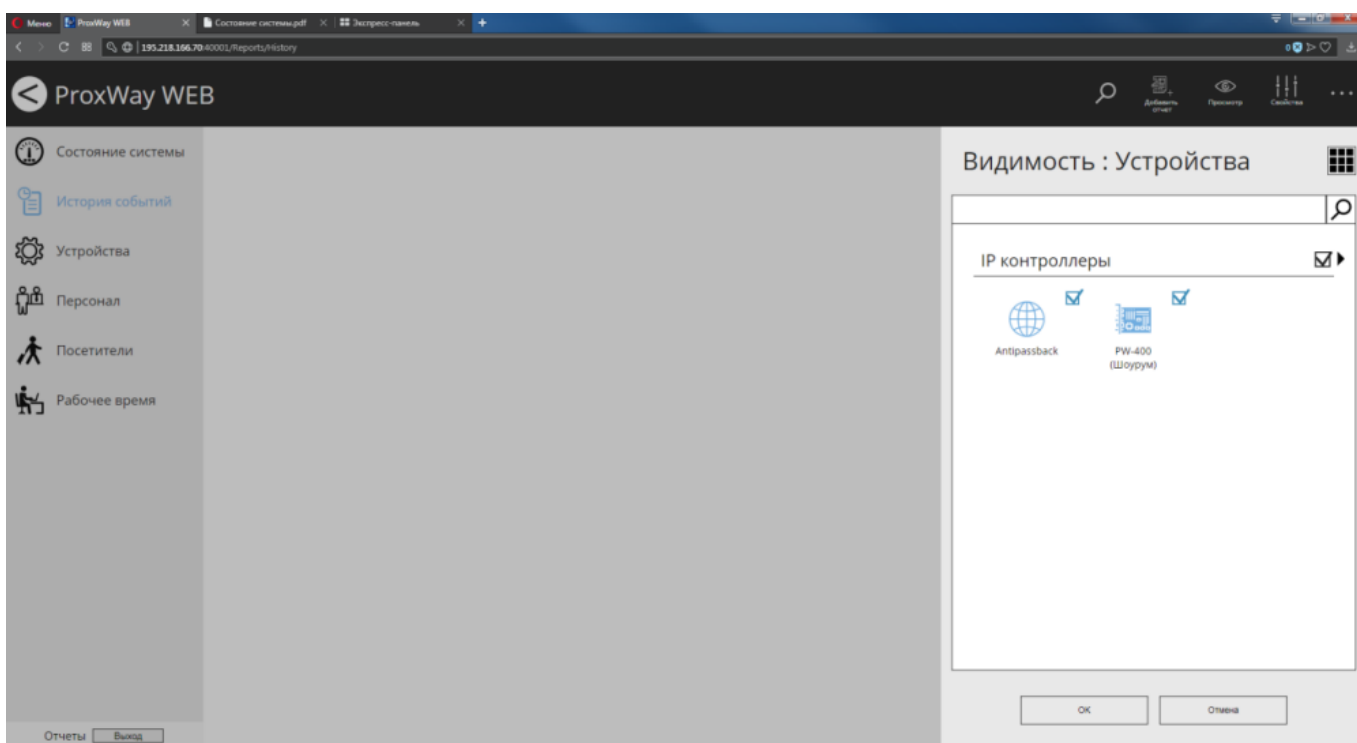 Меню
ProxWay WEB
Состояние системы.pdf
Экспресс-панель
195.218.166.70:40001/Reports/History
0
ProxWay WEB
Добавить
отчет
Просмотр
Свойства
Состояние системы
История событий
Устройства
Персонал
Посетители
Рабочее время
Видимость : Устройства
IP контроллеры
Antipassback
PW-400
(Шоурум)
OK
Отмена
Отчеты
Выход